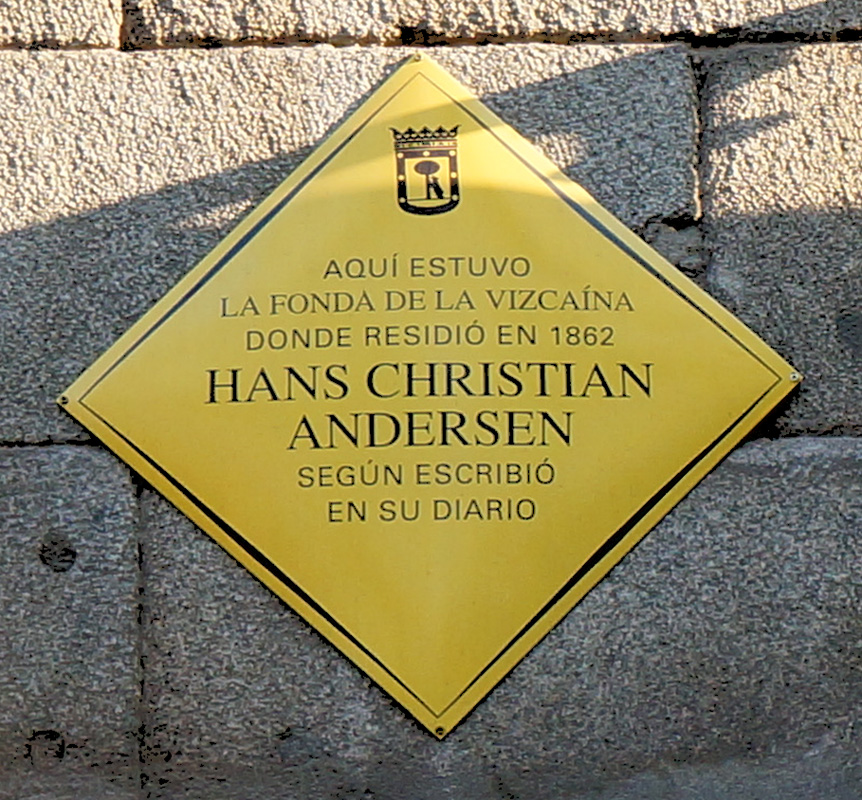 AQUÍ ESTUVO
LA FONDA DE LA VIZCAÍNA
DONDE RESIDIÓ EN 1862
HANS CHRISTIAN
ANDERSEN
SEGÚN ESCRIBIÓ
EN SU DIARIO